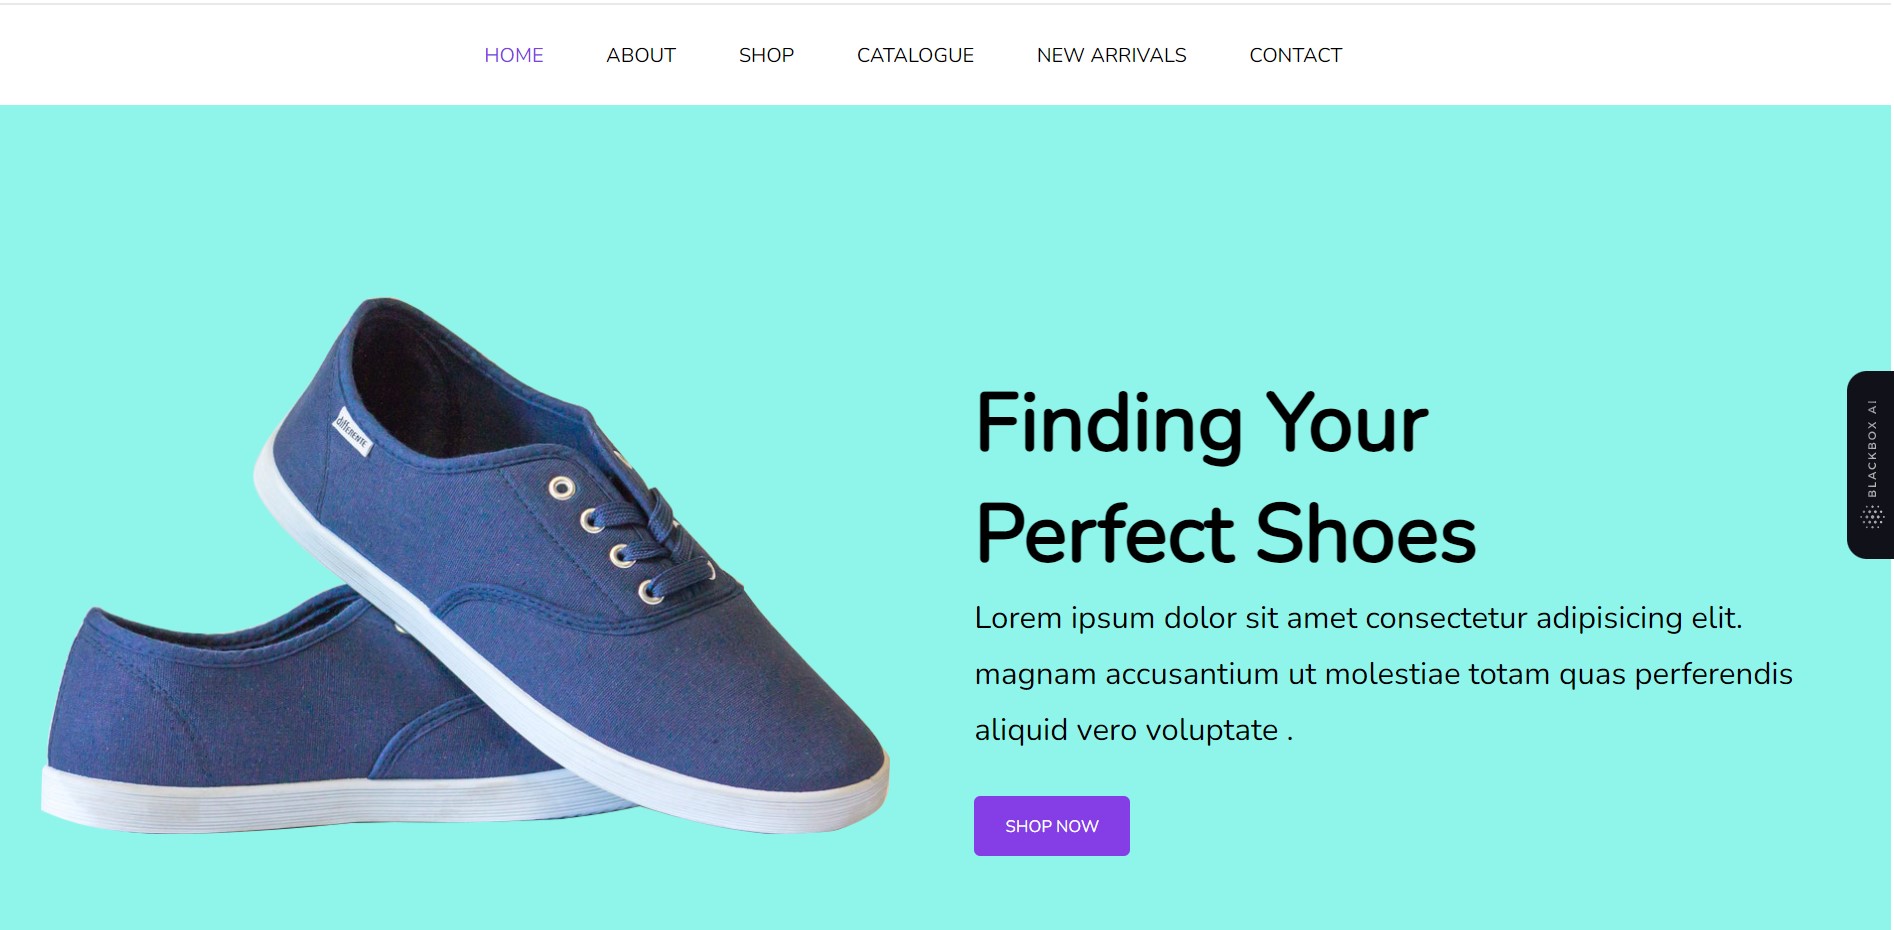 HOME ABOUT SHOP CATALOGUE NEW ARRIVALS CONTACT
differente
Finding Your
Perfect Shoes
Lorem ipsum dolor sit amet consectetur adipisicing elit.
magnam accusantium ut molestiae totam quas perferendis
aliquid vero voluptate .
SHOP NOW
BLACKBOX AI